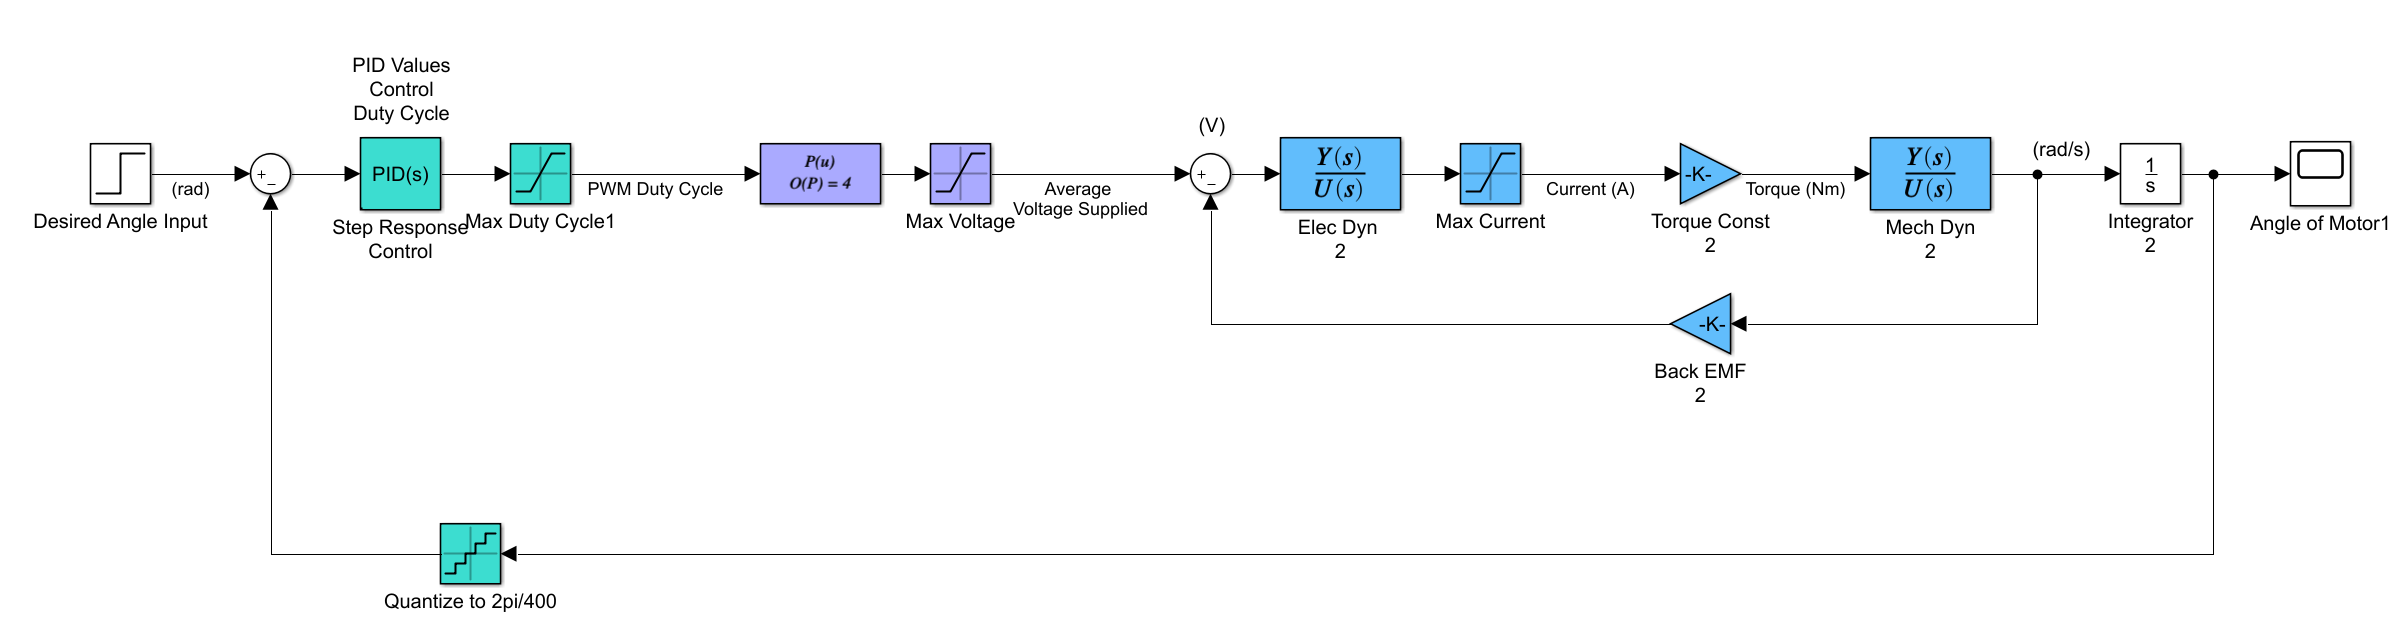 PID Values
Control
Duty Cycle
(rad)
Desired Angle Input
+
−
PID(s)
Step Response
Control
Max Duty Cycle1
PWM Duty Cycle
P(u)
O(P) = 4
Max Voltage
Average
Voltage Supplied
(V)
+
−
Y(s)
U(s)
Elec Dyn
2
Max Current
Current (A)
-K-
Torque Const
2
Torque (Nm)
Y(s)
U(s)
Mech Dyn
2
(rad/s)
1
s
Integrator
2
Angle of Motor1
-K-
Back EMF
2
Quantize to 2pi/400